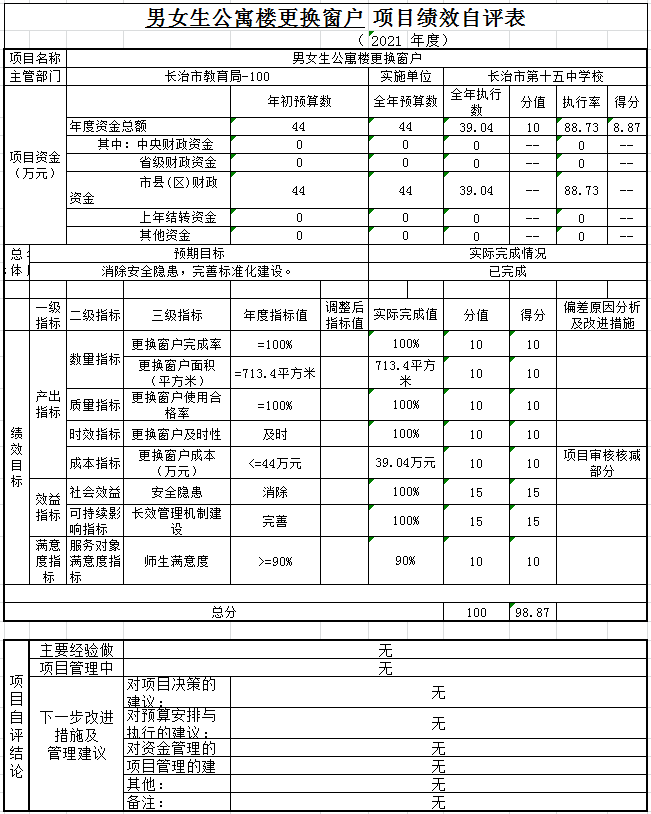 男女生公寓楼更换窗户 项目绩效自评表
( 2021 年度)
项目名称 男女生公寓楼更换窗户
主管部门 长治市教育局-100 实施单位 长治市第十五中学校
项目资金
(万元)
年初预算数 全年预算数 全年执行
数 分值 执行率 得分
年度资金总额 44 44 39.04 10 88.73 8.87
其中：中央财政资金 0 0 0 -- 0 --
省级财政资金 0 0 0 -- 0 --
市县(区)财政
资金 44 44 39.04 -- 88.73 --
上年结转资金 0 0 0 -- 0 --
其他资金 0 0 0 -- 0 --
总
体
预期目标 实际完成情况
消除安全隐患，完善标准化建设。 已完成
绩
效
目
标
一级
指标 二级指标 三级指标 年度指标值 调整后
指标值 实际完成值 分值 得分 偏差原因分析
及改进措施
产出
指标
数量指标 更换窗户完成率 =100% 100% 10 10
更换窗户面积
(平方米) =713.4平方米 713.4平方
米 10 10
质量指标 更换窗户使用合
格率 =100% 100% 10 10
时效指标 更换窗户及时性 及时 100% 10 10
成本指标 更换窗户成本
(万元) <=44万元 39.04万元 10 10 项目审核核减
部分
效益
指标
社会效益 安全隐患 消除 100% 15 15
可持续影
响指标 长效管理机制建
设 完善 100% 15 15
满意
度指
标
服务对象
满意度指
标 师生满意度 >=90% 90% 10 10
总分 100 98.87
项
目
自
评
结
论
主要经验做 无
项目管理中 无
下一步改进
措施及
管理建议
对项目决策的
建议： 无
对预算安排与
执行的建议： 无
对资金管理的 无
项目管理的建 无
其他： 无
备注： 无